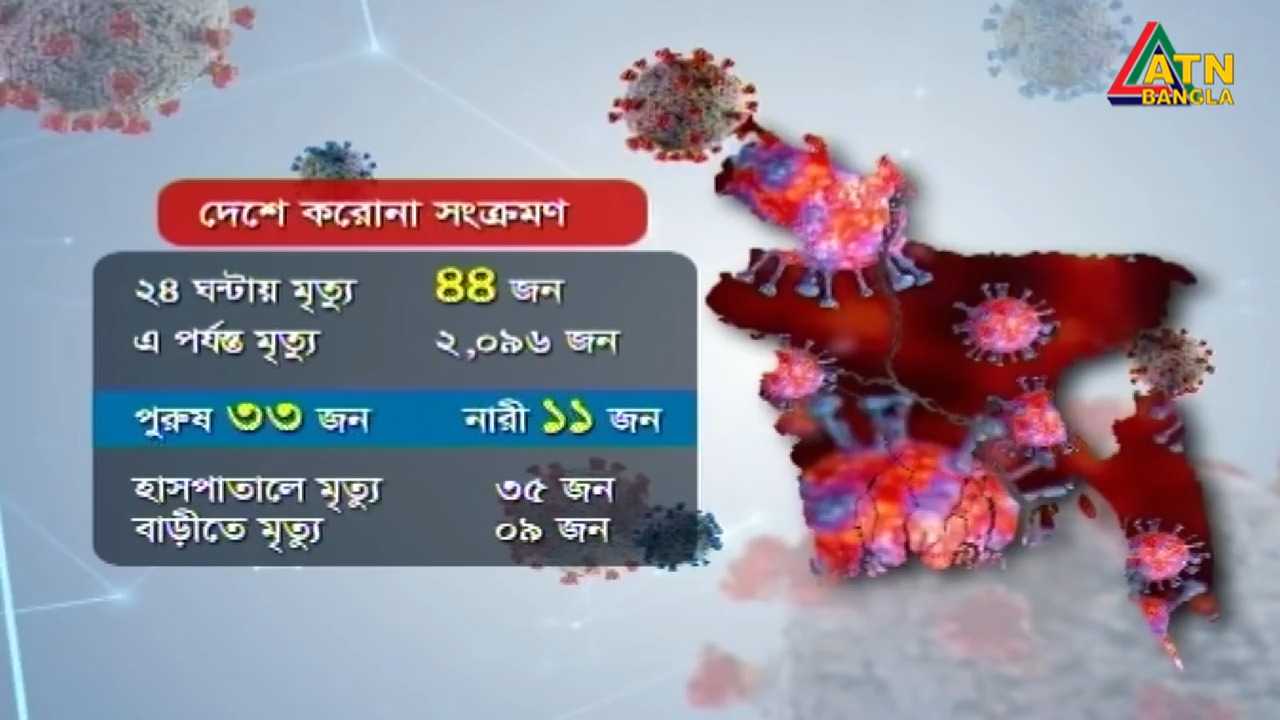 ATN
BANGLA
দেশে করোনা সংক্রমণ
২৪ ঘন্টায় মৃত্যু ৪৪ জন
এ পর্যন্ত মৃত্যু ২,০৯৬ জন
পুরুষ ৩৩ জন নারী ১১ জন
হাসপাতালে মৃত্যু ৩৫ জন
বাড়ীতে মৃত্যু ০৯ জন